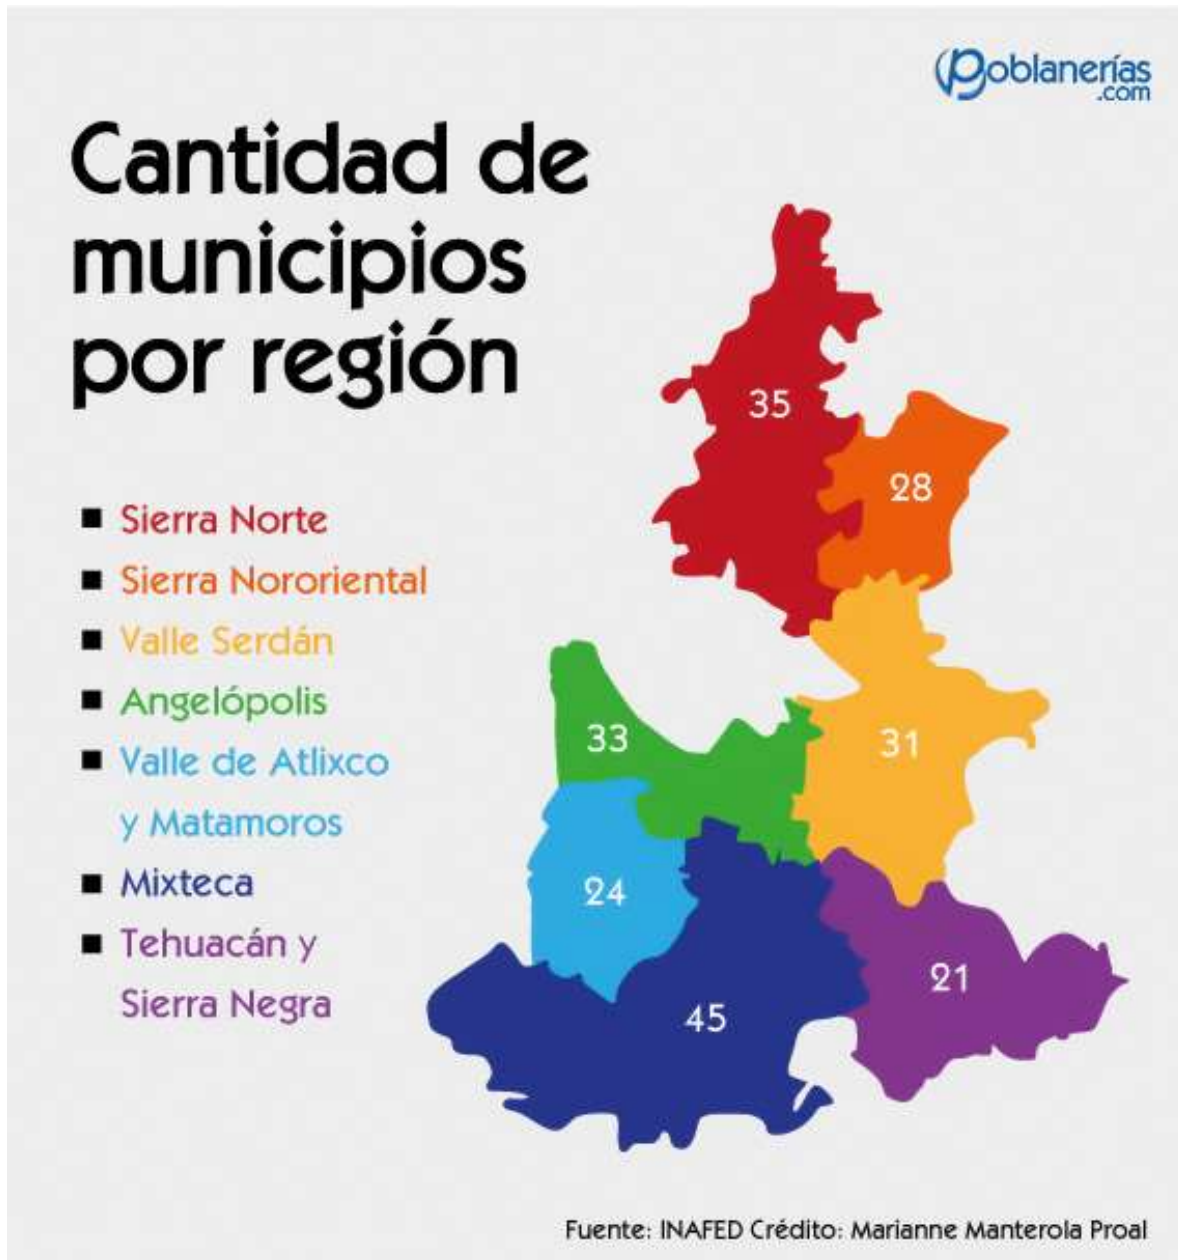 Poblanerías
.com
Cantidad de
municipios
por región
35
28
Sierra Norte
Sierra Nororiental
Valle Serdán
Angelópolis
Valle de Atlixco
y Matamoros
Mixteca
Tehuacán y
Sierra Negra
33
31
24
21
45
Fuente: INAFED Crédito: Marianne Manterola Proal